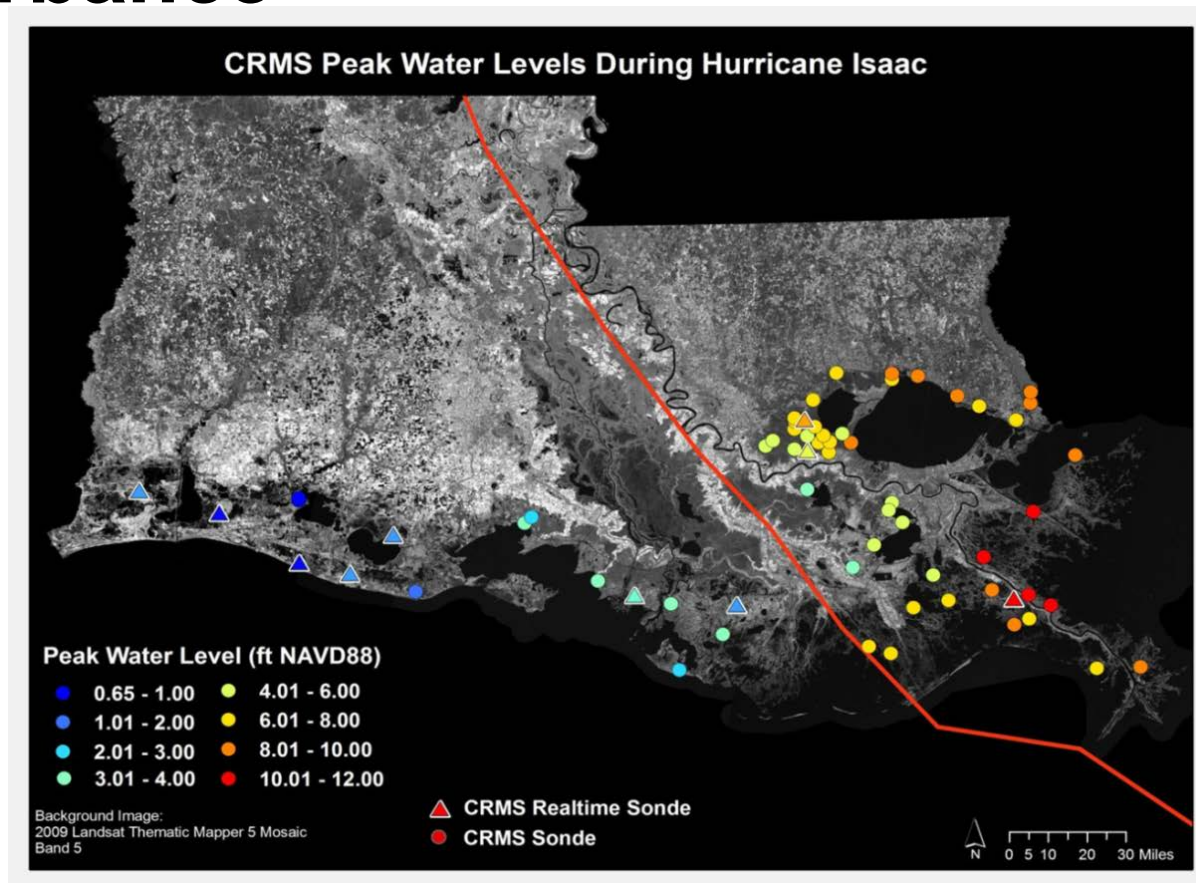 CRMS Peak Water Levels During Hurricane Isaac
Peak Water Level (ft NAVD88)
0.65 - 1.00
1.01 - 2.00
2.01 - 3.00
3.01 - 4.00
4.01 - 6.00
6.01 - 8.00
8.01 - 10.00
10.01 - 12.00
Background Image:
2009 Landsat Thematic Mapper 5 Mosaic
Band 5
CRMS Realtime Sonde
CRMS Sonde
N
0 5 10 20 30 Miles